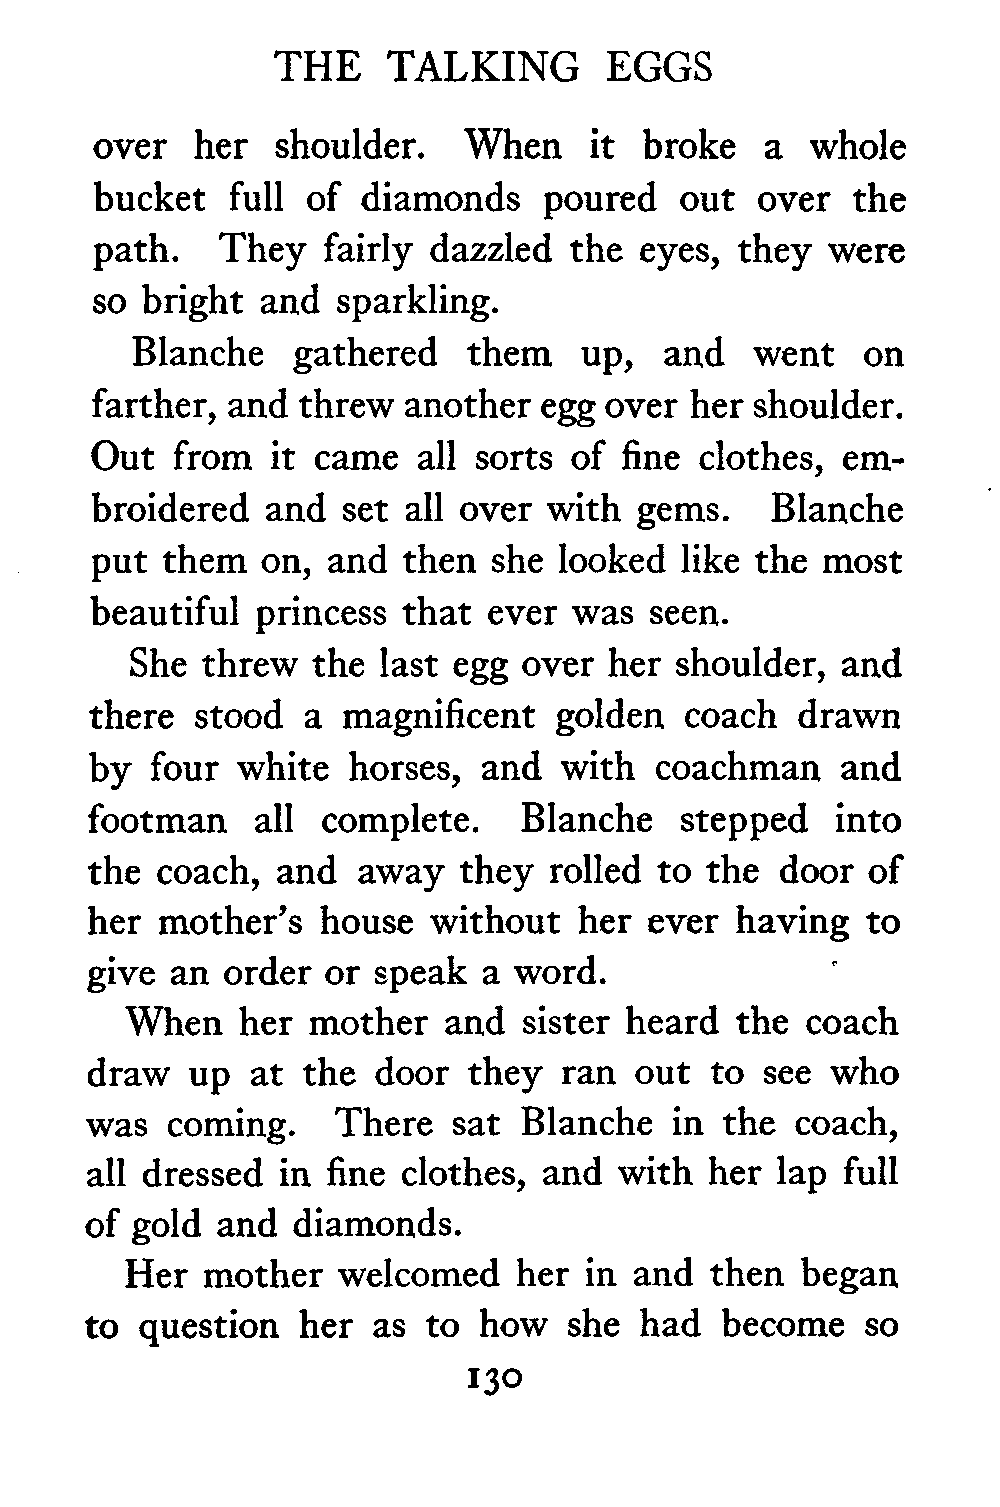 THE TALKING EGGS
over her shoulder. When it broke a whole
bucket full of diamonds poured out over the
path. They fairly dazzled the eyes, they were
so bright and sparkling.
Blanche gathered them up, and went on
farther, and threw another egg over her shoulder.
Out from it came all sorts of fine clothes, em-
broidered and set all over with gems. Blanche
put them on, and then she looked like the most
beautiful princess that ever was seen.
She threw the last egg over her shoulder, and
there stood a magnificent golden coach drawn
by four white horses, and with coachman and
footman all complete. Blanche stepped into
the coach, and away they rolled to the door of
her mother's house without her ever having to
give an order or speak a word.
When her mother and sister heard the coach
draw up at the door they ran out to see who
was coming. There sat Blanche in the coach,
all dressed in fine clothes, and with her lap full
of gold and diamonds.
Her mother welcomed her in and then began
to question her as to how she had become so
130